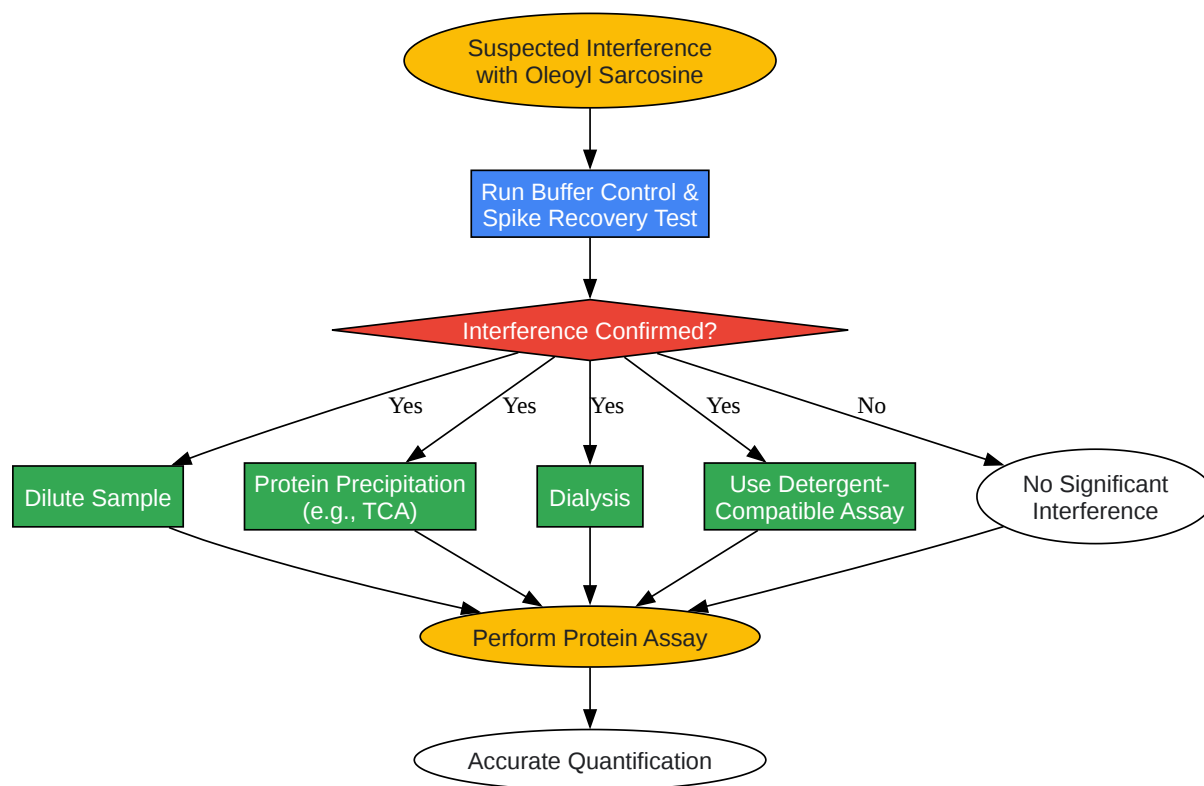 Suspected Interference
with Oleoyl Sarcosine
Run Buffer Control &
Spike Recovery Test
Interference Confirmed?
Yes
Yes
Yes
Yes
No
Dilute Sample
Protein Precipitation
(e.g., TCA)
Dialysis
Use Detergent-
Compatible Assay
No Significant
Interference
Perform Protein Assay
Accurate Quantification